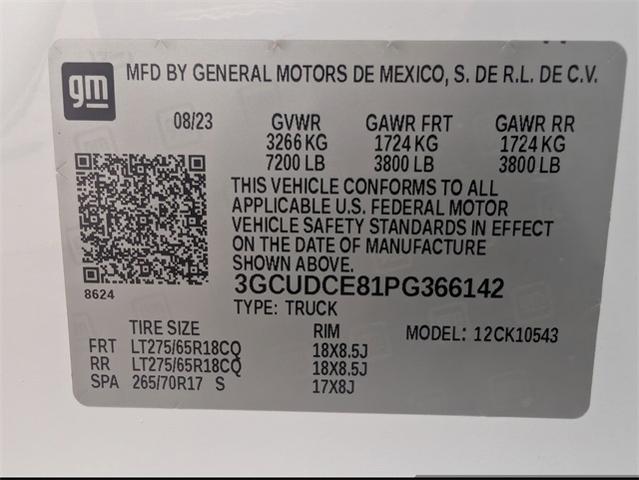 gm MFD BY GENERAL MOTORS DE MEXICO, S. DE R.L. DE C.V.
08/23 GVWR GAWR FRT GAWR RR
3266 KG 1724 KG 1724 KG
7200 LB 3800 LB 3800 LB
THIS VEHICLE CONFORMS TO ALL
APPLICABLE U.S. FEDERAL MOTOR
VEHICLE SAFETY STANDARDS IN EFFECT
ON THE DATE OF MANUFACTURE
SHOWN ABOVE.
8624
3GCUDCE81PG366142
TYPE: TRUCK
TIRE SIZE RIM MODEL: 12CK10543
FRT LT275/65R18CQ 18X8.5J
RR LT275/65R18CQ 18X8.5J
SPA 265/70R17 S 17X8J